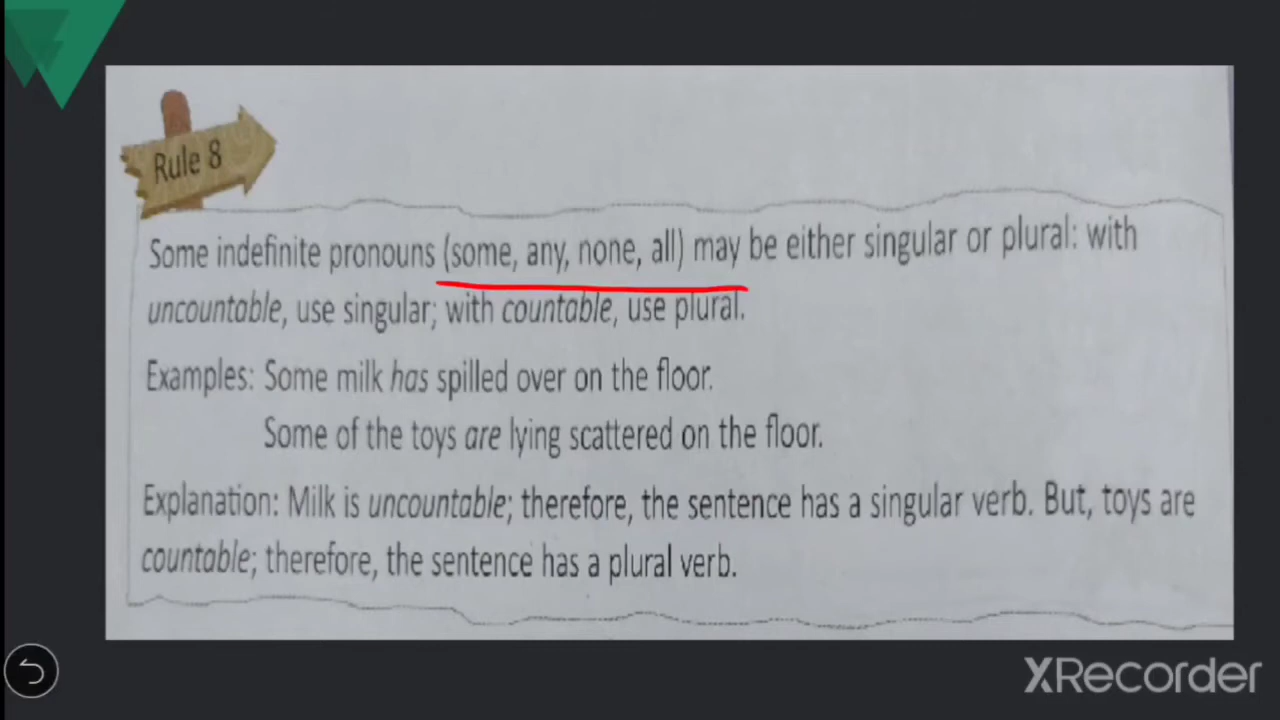 Rule 8
Some indefinite pronouns (some, any, none, all) may be either singular or plural: with
uncountable, use singular; with countable, use plural.
Examples: Some milk has spilled over on the floor.
Some of the toys are lying scattered on the floor.
Explanation: Milk is uncountable; therefore, the sentence has a singular verb. But, toys are
countable; therefore, the sentence has a plural verb.
XRecorder